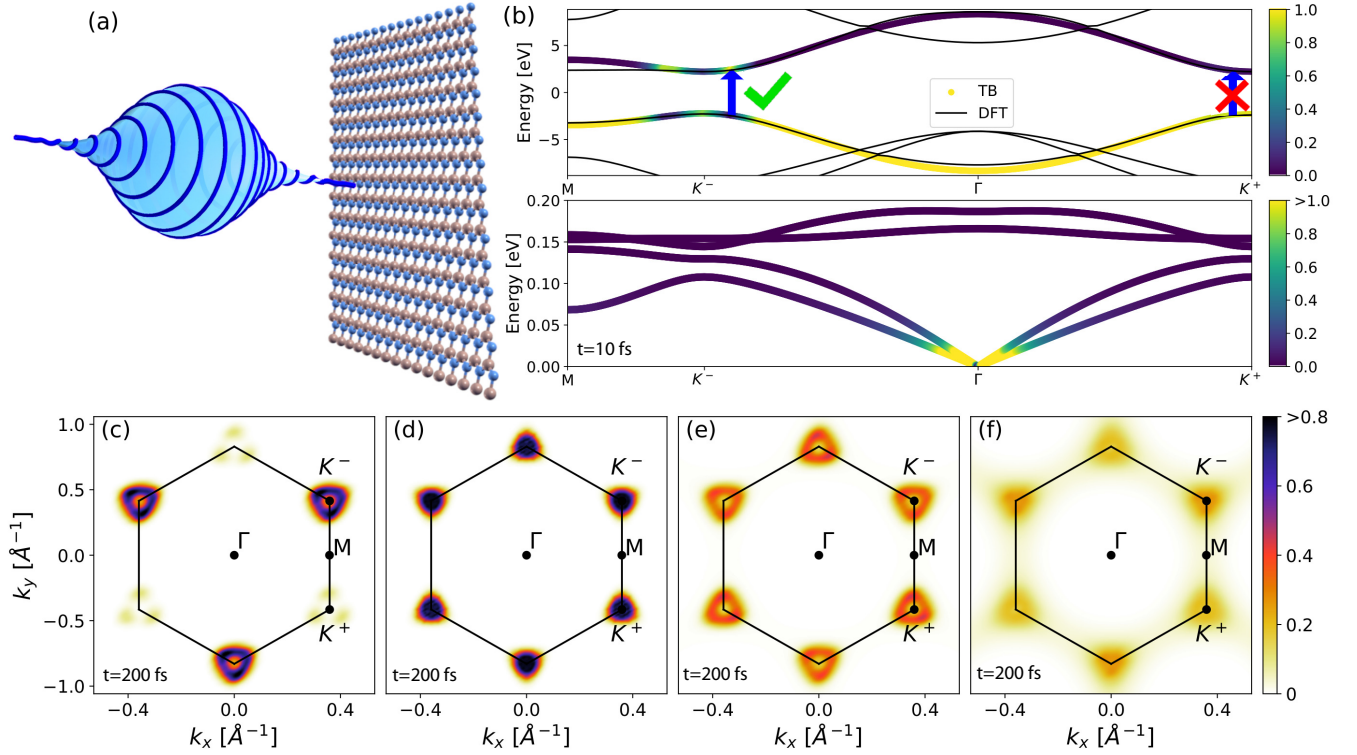 (a)
(b)
Energy [eV]
5
0
−5
TB
DFT
M
K⁻
Γ
K⁺
1.0
0.8
0.6
0.4
0.2
0.0
Energy [eV]
0.20
0.15
0.10
0.05
0.00
t=10 fs
M
K⁻
Γ
K⁺
>1.0
0.8
0.6
0.4
0.2
0.0
(c)
k_y [Å⁻¹]
1.0
0.5
0.0
−0.5
−1.0
K⁻
Γ
M
K⁺
t=200 fs
−0.4
0.0
0.4
k_x [Å⁻¹]
(d)
K⁻
Γ
M
K⁺
t=200 fs
−0.4
0.0
0.4
k_x [Å⁻¹]
(e)
K⁻
Γ
M
K⁺
t=200 fs
−0.4
0.0
0.4
k_x [Å⁻¹]
(f)
K⁻
Γ
M
K⁺
t=200 fs
−0.4
0.0
0.4
k_x [Å⁻¹]
>0.8
0.6
0.4
0.2
0